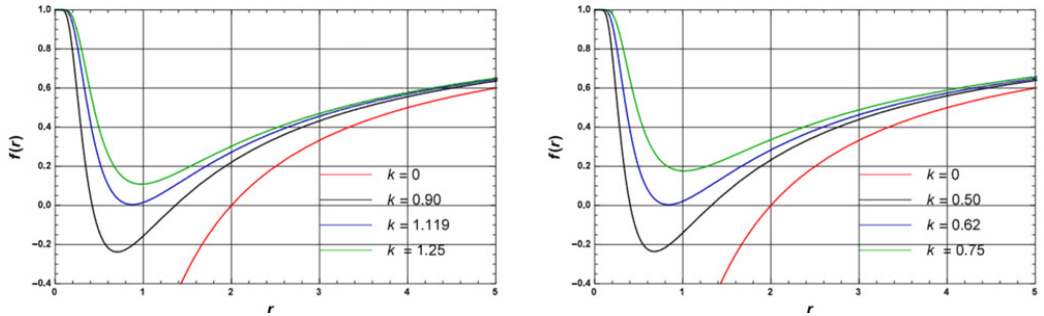 1.0
0.8
0.6
0.4
0.2
0.0
−0.2
−0.4
f(r)
k = 0
k = 0.90
k = 1.119
k = 1.25
0 1 2 3 4 5
r
1.0
0.8
0.6
0.4
0.2
0.0
−0.2
−0.4
f(r)
k = 0
k = 0.50
k = 0.62
k = 0.75
0 1 2 3 4 5
r